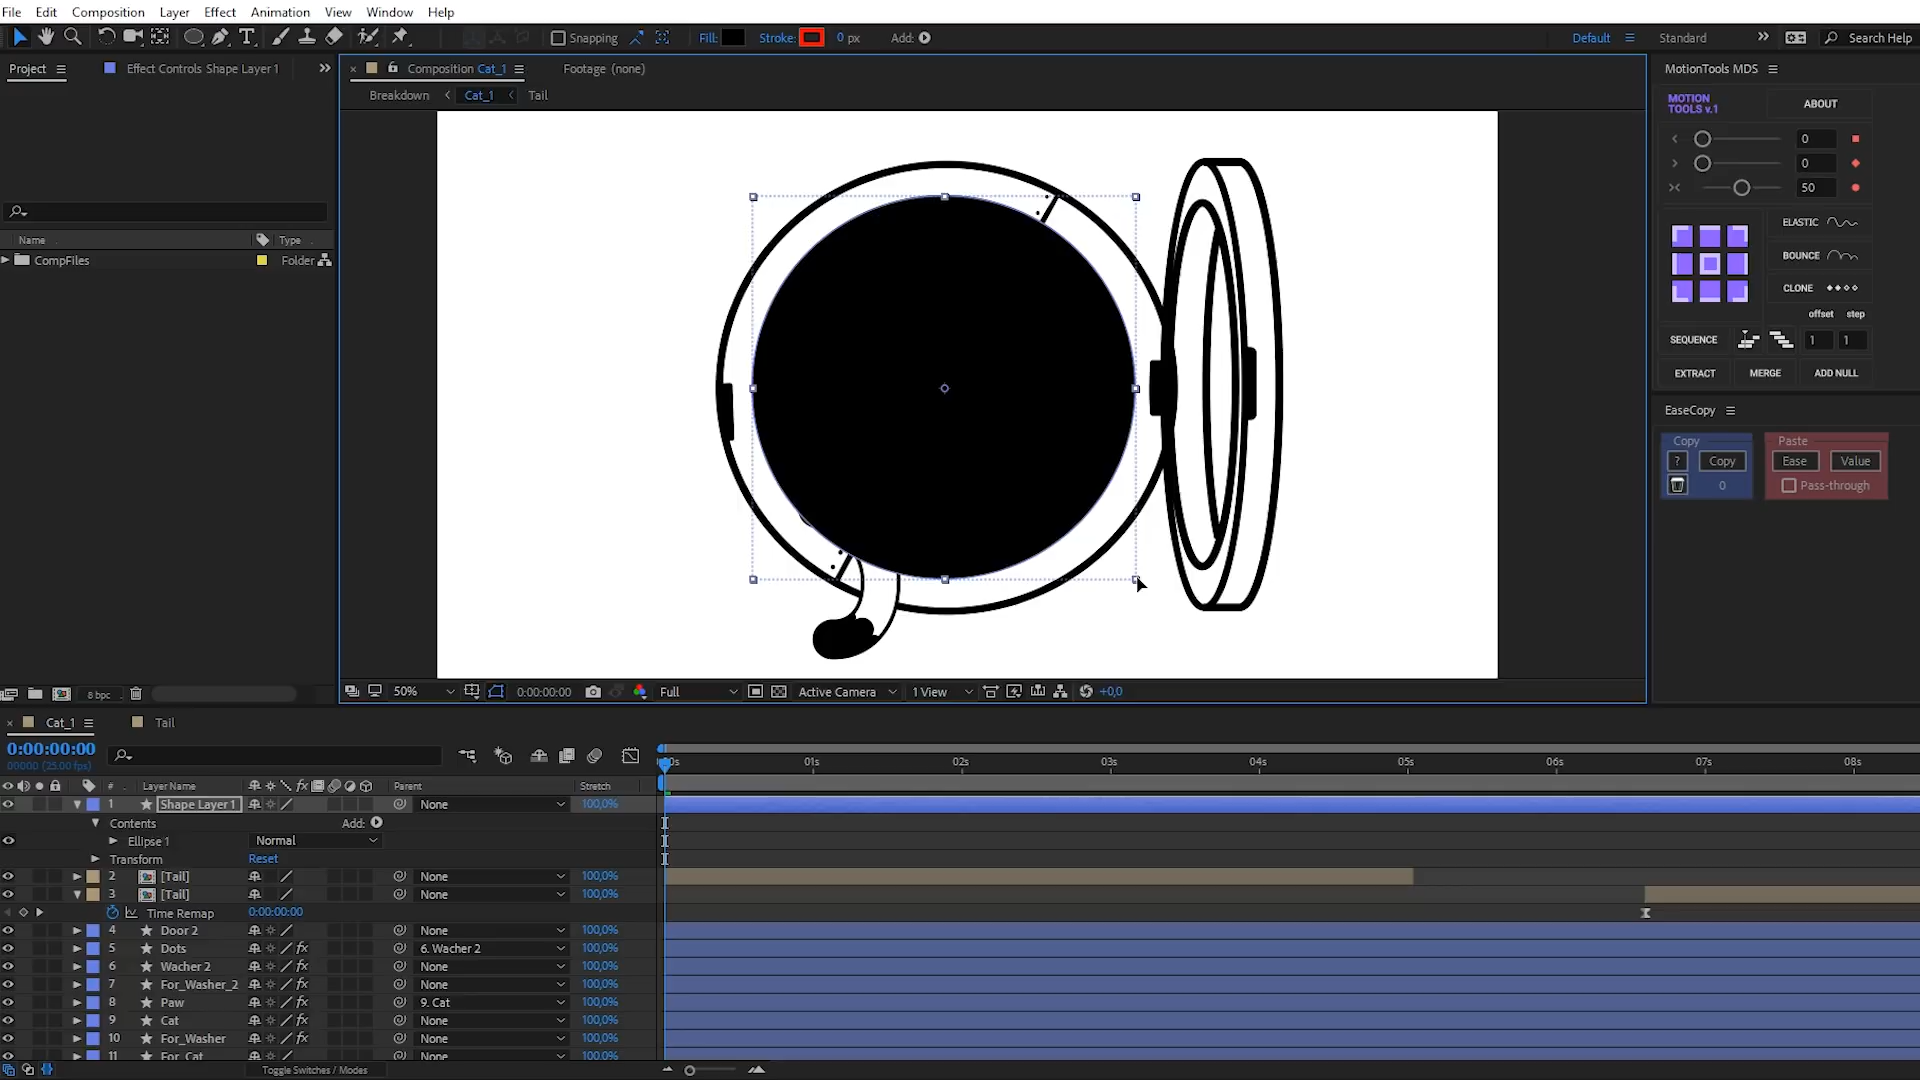 File Edit Composition Layer Effect Animation View Window Help
Snapping Fill: Stroke: 0 px Add: Default Standard Search Help
Project Effect Controls Shape Layer 1 Composition Cat_1 Footage (none) MotionTools MDS
Breakdown Cat_1 Tail
MOTION
TOOLS v.1
ABOUT
0
0
50
ELASTIC
BOUNCE
CLONE
offset step
SEQUENCE 1 1
EXTRACT MERGE ADD NULL
EaseCopy
Copy Paste
? Copy Ease Value
0 Pass-through
Name Type
CompFiles Folder
8 bpc 50% 0:00:00:00 Full Active Camera 1 View +0,0
Cat_1 Tail
0:00:00:00
00000 (25.00 fps)
01s 02s 03s 04s 05s 06s 07s 08s
# Layer Name fx Parent Stretch
1 Shape Layer 1 None 100,0%
Contents Add:
Ellipse 1 Normal
Transform Reset
2 [Tail] None 100,0%
3 [Tail] None 100,0%
Time Remap 0:00:00:00
4 Door 2 None 100,0%
5 Dots fx 6. Wacher 2 100,0%
6 Wacher 2 fx None 100,0%
7 For_Washer_2 fx None 100,0%
8 Paw fx 9. Cat 100,0%
9 Cat fx None 100,0%
10 For_Washer fx None 100,0%
11 For_Cat None 100,0%
Toggle Switches / Modes